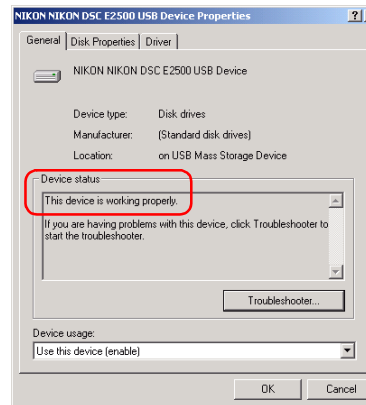 NIKON NIKON DSC E2500 USB Device Properties
General Disk Properties Driver
NIKON NIKON DSC E2500 USB Device
Device type: Disk drives
Manufacturer: (Standard disk drives)
Location: on USB Mass Storage Device
Device status
This device is working properly.
If you are having problems with this device, click Troubleshooter to
start the troubleshooter.
Troubleshooter...
Device usage:
Use this device (enable)
OK Cancel